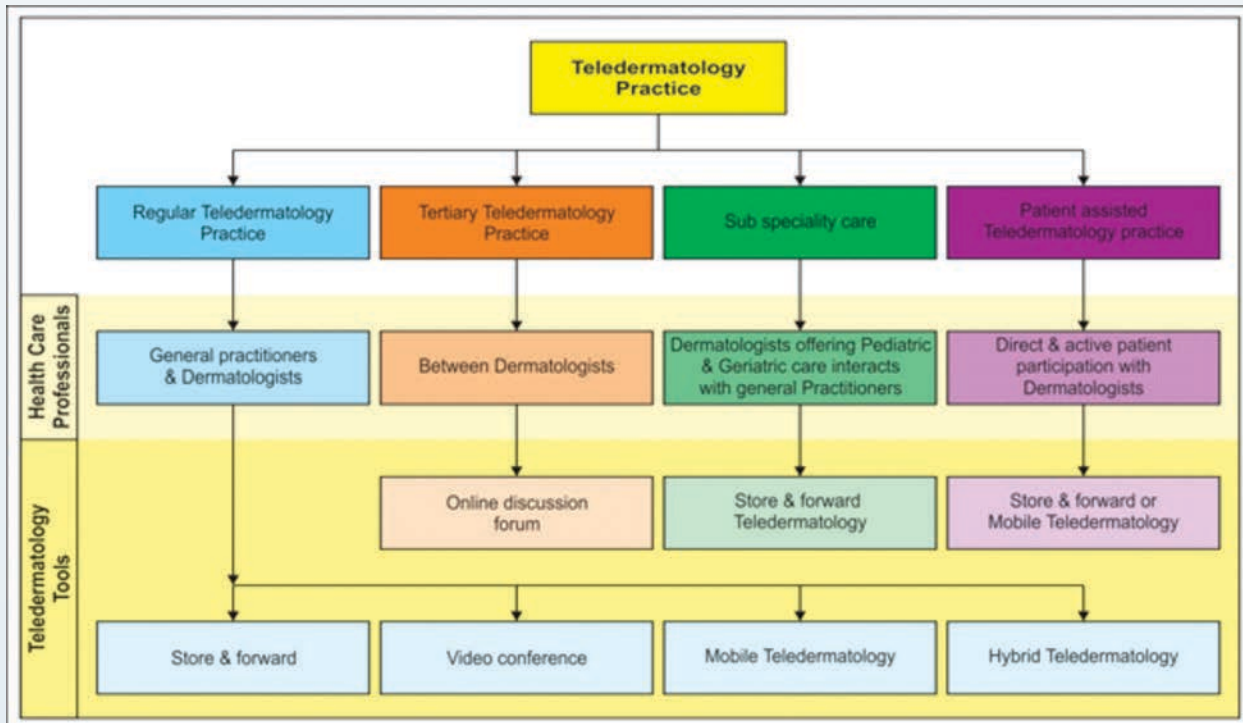 Teledermatology
Practice
Regular Teledermatology
Practice
Tertiary Teledermatology
Practice
Sub speciality care
Patient assisted
Teledermatology practice
Health Care
Professionals
General practitioners
& Dermatologists
Between Dermatologists
Dermatologists offering Pediatric
& Geriatric care interacts
with general Practitioners
Direct & active patient
participation with
Dermatologists
Teledermatology
Tools
Online discussion
forum
Store & forward
Teledermatology
Store & forward or
Mobile Teledermatology
Store & forward
Video conference
Mobile Teledermatology
Hybrid Teledermatology